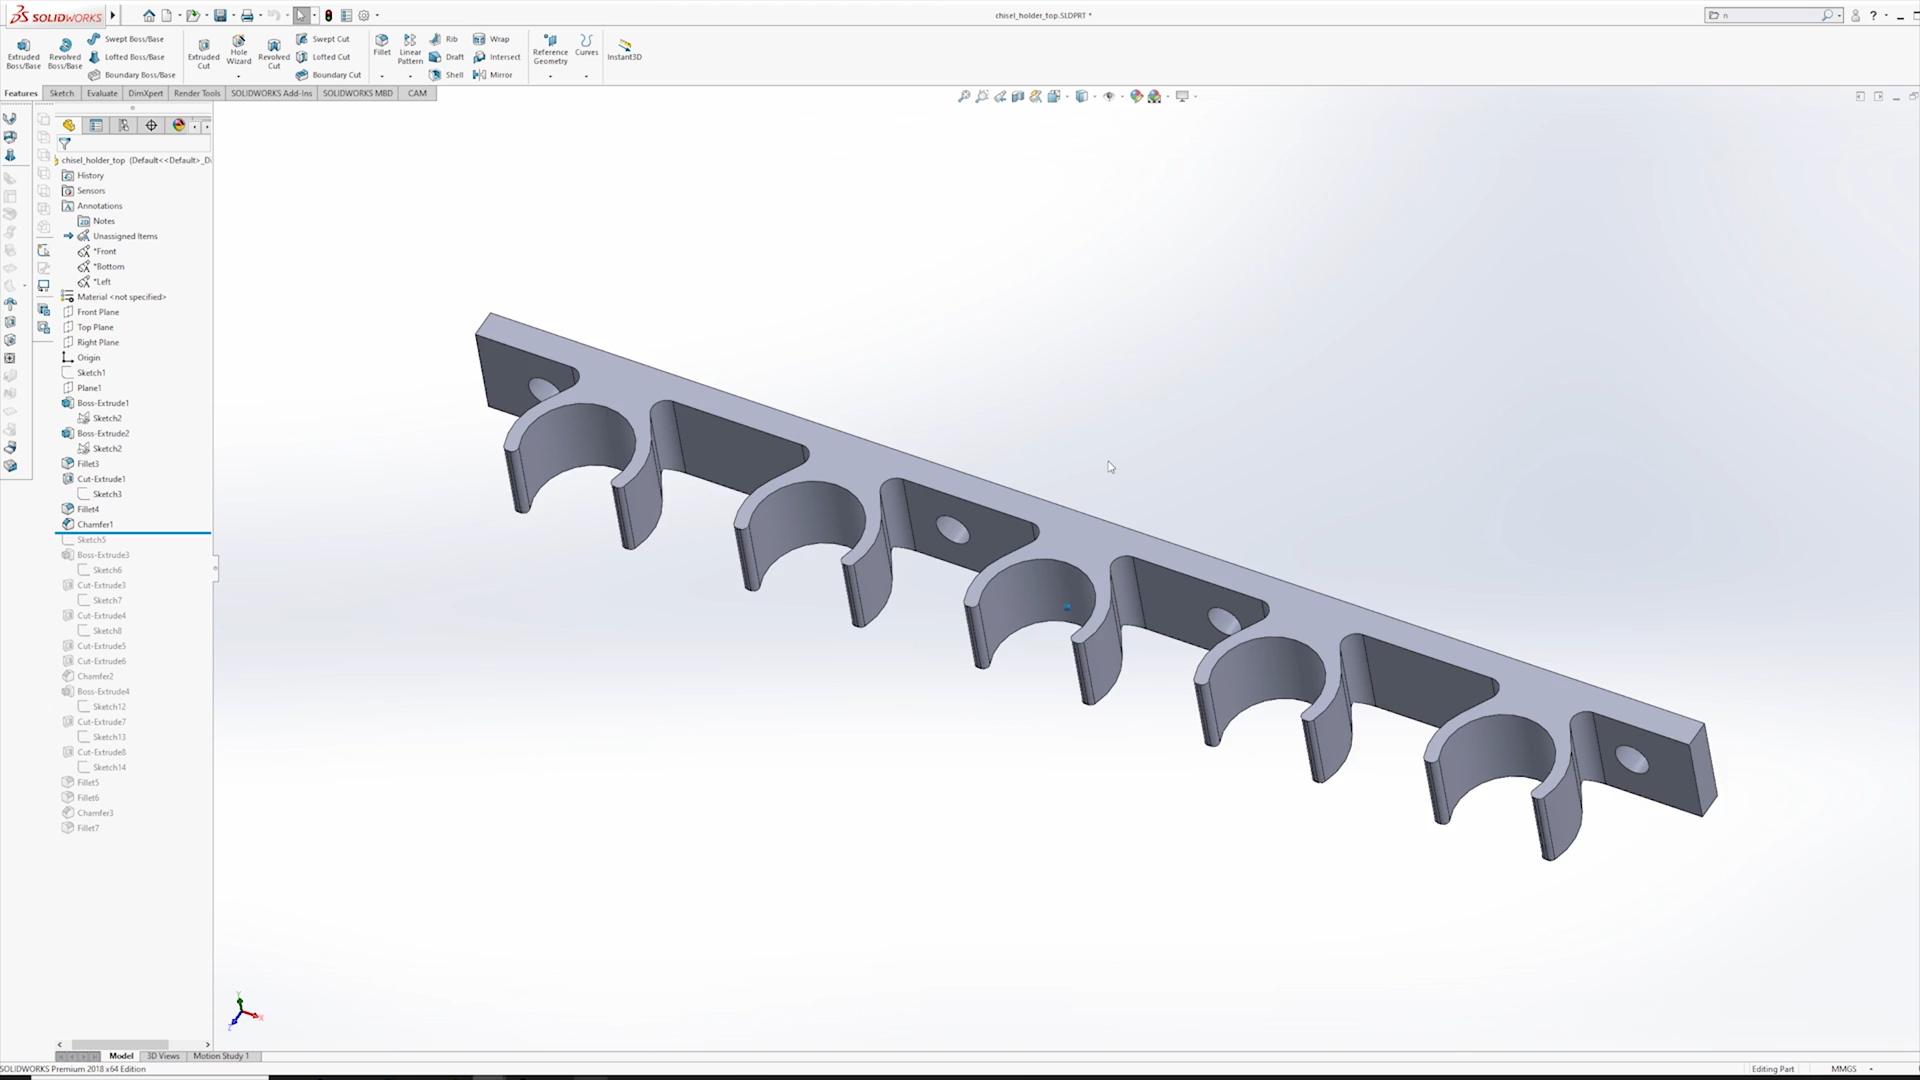 SOLIDWORKS
chisel_holder_top.SLDPRT *
n
?
Extruded Boss/Base
Revolved Boss/Base
Swept Boss/Base
Lofted Boss/Base
Boundary Boss/Base
Extruded Cut
Hole Wizard
Revolved Cut
Swept Cut
Lofted Cut
Boundary Cut
Fillet
Linear Pattern
Rib
Draft
Shell
Wrap
Intersect
Mirror
Reference Geometry
Curves
Instant3D
Features Sketch Evaluate DimXpert Render Tools SOLIDWORKS Add-Ins SOLIDWORKS MBD CAM
chisel_holder_top (Default<<Default>_D
History
Sensors
Annotations
Notes
Unassigned Items
*Front
*Bottom
*Left
Material <not specified>
Front Plane
Top Plane
Right Plane
Origin
Sketch1
Plane1
Boss-Extrude1
Sketch2
Boss-Extrude2
Sketch2
Fillet3
Cut-Extrude1
Sketch3
Fillet4
Chamfer1
Sketch5
Boss-Extrude3
Sketch6
Cut-Extrude3
Sketch7
Cut-Extrude4
Sketch8
Cut-Extrude5
Cut-Extrude6
Chamfer2
Boss-Extrude4
Sketch12
Cut-Extrude7
Sketch13
Cut-Extrude8
Sketch14
Fillet5
Fillet6
Chamfer3
Fillet7
Y
X
Z
Model 3D Views Motion Study 1
SOLIDWORKS Premium 2018 x64 Edition
Editing Part
MMGS